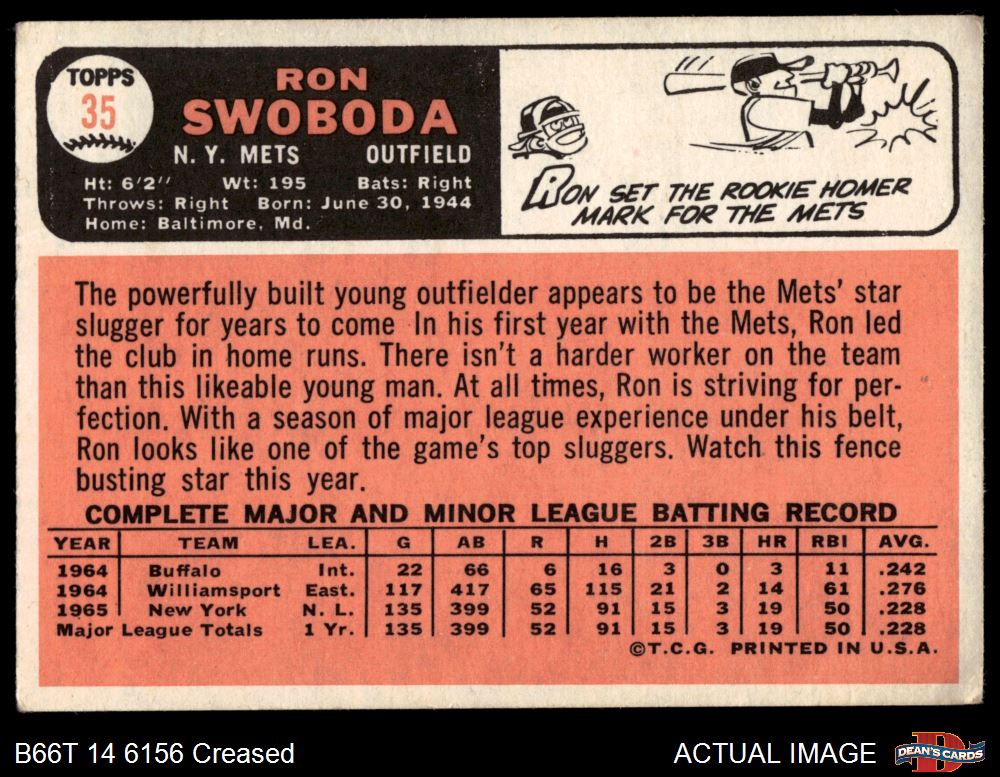 TOPPS
35
RON
SWOBODA
N. Y. METS OUTFIELD
Ht: 6'2" Wt: 195 Bats: Right
Throws: Right Born: June 30, 1944
Home: Baltimore, Md.
RON SET THE ROOKIE HOMER
MARK FOR THE METS
The powerfully built young outfielder appears to be the Mets' star
slugger for years to come In his first year with the Mets, Ron led
the club in home runs. There isn't a harder worker on the team
than this likeable young man. At all times, Ron is striving for per-
fection. With a season of major league experience under his belt,
Ron looks like one of the game's top sluggers. Watch this fence
busting star this year.
COMPLETE MAJOR AND MINOR LEAGUE BATTING RECORD
YEAR TEAM LEA. G AB R H 2B 3B HR RBI AVG.
1964 Buffalo Int. 22 66 6 16 3 0 3 11 .242
1964 Williamsport East. 117 417 65 115 21 2 14 61 .276
1965 New York N. L. 135 399 52 91 15 3 19 50 .228
Major League Totals 1 Yr. 135 399 52 91 15 3 19 50 .228
©T.C.G. PRINTED IN U.S.A.
B66T 14 6156 Creased ACTUAL IMAGE
DEAN'S CARDS